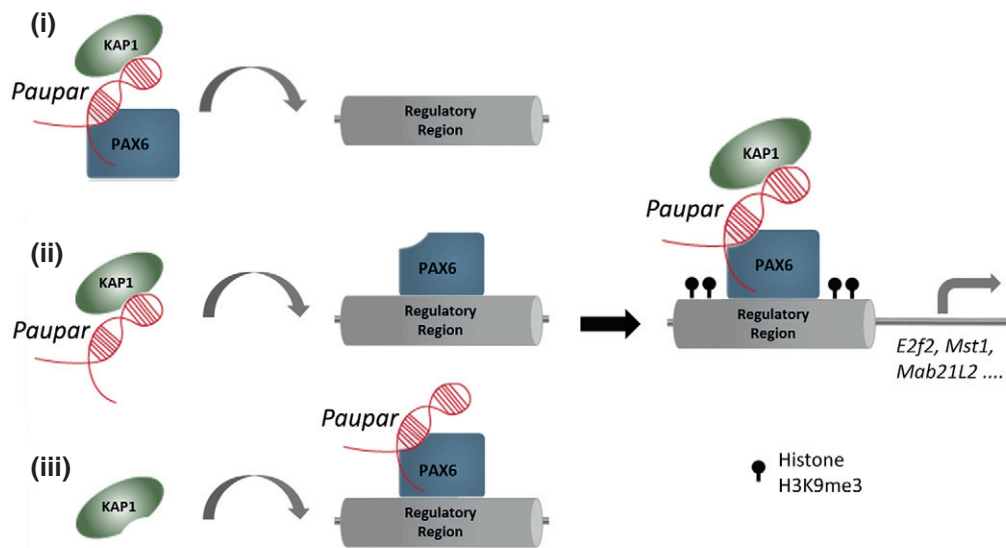 (i)
KAP1
Paupar
PAX6
Regulatory
Region
(ii)
KAP1
Paupar
PAX6
Regulatory
Region
(iii)
KAP1
Paupar
PAX6
Regulatory
Region
KAP1
Paupar
PAX6
Regulatory
Region
E2f2, Mst1,
Mab21L2 ....
Histone
H3K9me3